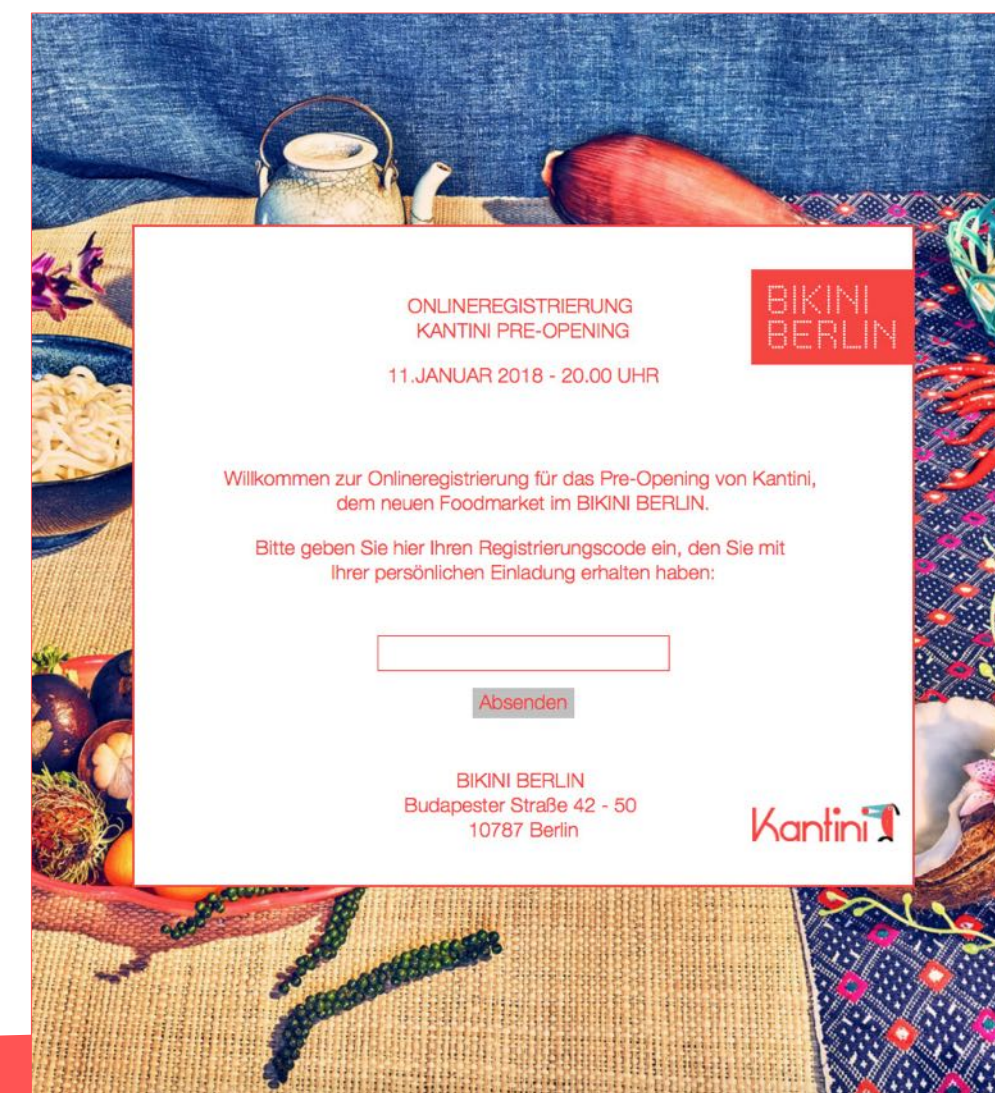 ONLINEREGISTRIERUNG
KANTINI PRE-OPENING
11.JANUAR 2018 - 20.00 UHR
BIKINI
BERLIN
Willkommen zur Onlineregistrierung für das Pre-Opening von Kantini,
dem neuen Foodmarket im BIKINI BERLIN.
Bitte geben Sie hier Ihren Registrierungscode ein, den Sie mit
Ihrer persönlichen Einladung erhalten haben:
Absenden
BIKINI BERLIN
Budapester Straße 42 - 50
10787 Berlin
Kantini